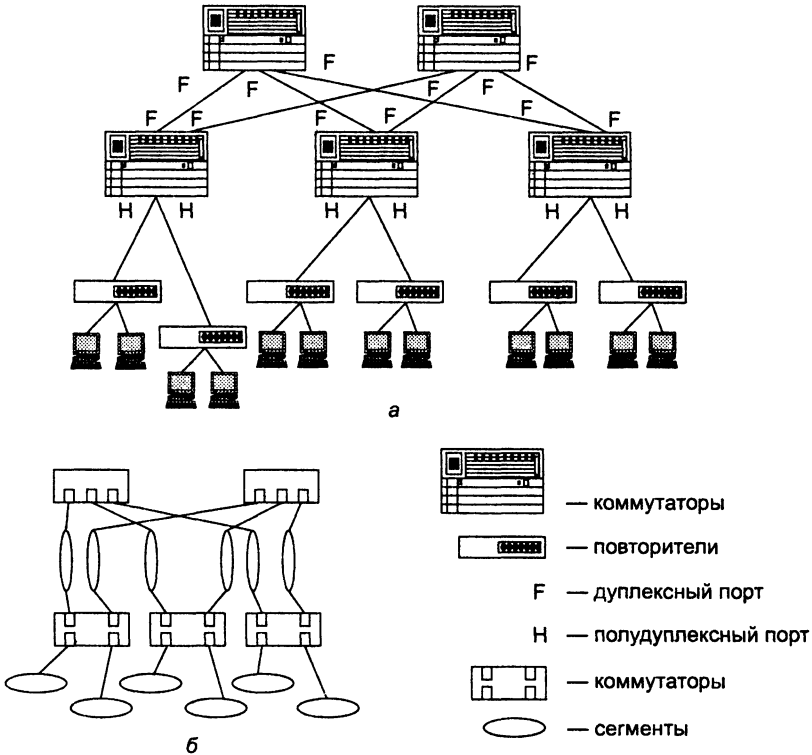 F
F
F
F
F
F
F
F
F
F
F
F
H
H
H
H
H
H
а
— коммутаторы
— повторители
F — дуплексный порт
H — полудуплексный порт
— коммутаторы
— сегменты
б